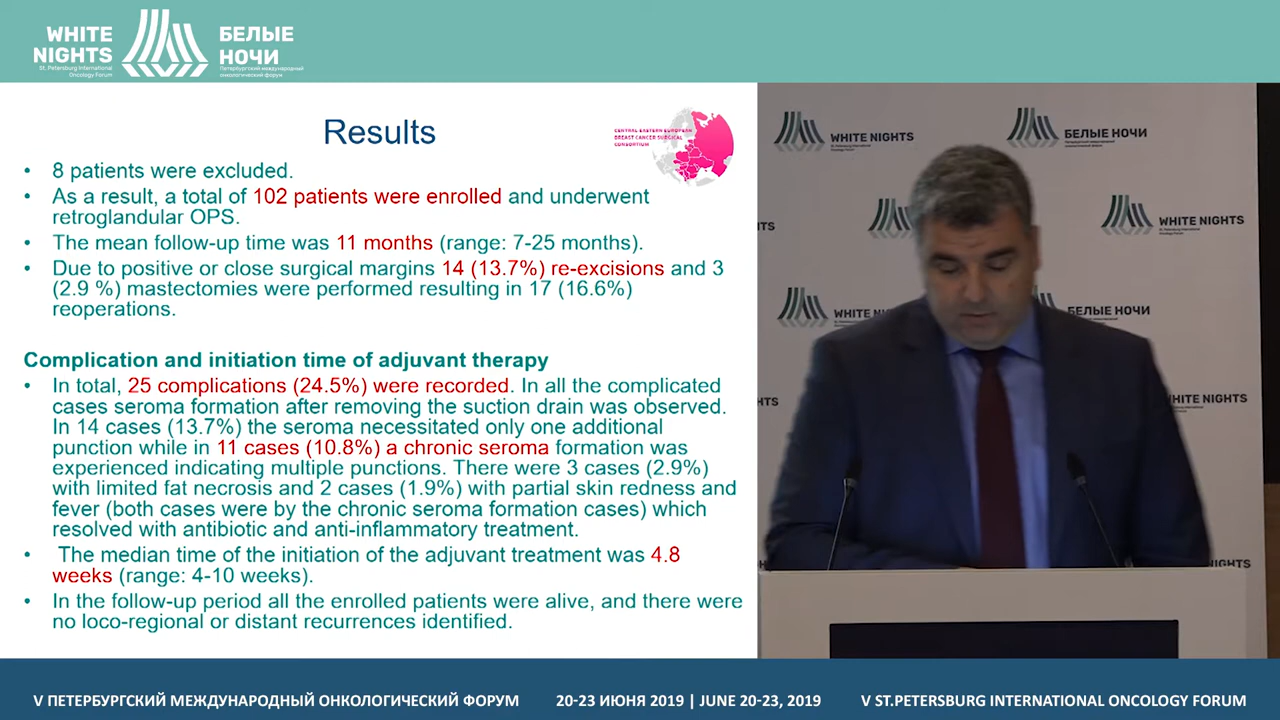 WHITE
NIGHTS
St. Petersburg International
Oncology Forum
БЕЛЫЕ
НОЧИ
Петербургский международный
онкологический форум
Results
CENTRAL EASTERN EUROPEAN
BREAST CANCER SURGICAL
CONSORTIUM
• 8 patients were excluded.
• As a result, a total of 102 patients were enrolled and underwent
retroglandular OPS.
• The mean follow-up time was 11 months (range: 7-25 months).
• Due to positive or close surgical margins 14 (13.7%) re-excisions and 3
(2.9 %) mastectomies were performed resulting in 17 (16.6%)
reoperations.
Complication and initiation time of adjuvant therapy
• In total, 25 complications (24.5%) were recorded. In all the complicated
cases seroma formation after removing the suction drain was observed.
In 14 cases (13.7%) the seroma necessitated only one additional
punction while in 11 cases (10.8%) a chronic seroma formation was
experienced indicating multiple punctions. There were 3 cases (2.9%)
with limited fat necrosis and 2 cases (1.9%) with partial skin redness and
fever (both cases were by the chronic seroma formation cases) which
resolved with antibiotic and anti-inflammatory treatment.
• The median time of the initiation of the adjuvant treatment was 4.8
weeks (range: 4-10 weeks).
• In the follow-up period all the enrolled patients were alive, and there were
no loco-regional or distant recurrences identified.
WHITE NIGHTS
БЕЛЫЕ НОЧИ
WHITE NIGHTS
WHITE NI
БЕЛЫЕ НОЧИ
WHITE NIGHTS
V ПЕТЕРБУРГСКИЙ МЕЖДУНАРОДНЫЙ ОНКОЛОГИЧЕСКИЙ ФОРУМ 20-23 ИЮНЯ 2019 | JUNE 20-23, 2019 V ST.PETERSBURG INTERNATIONAL ONCOLOGY FORUM